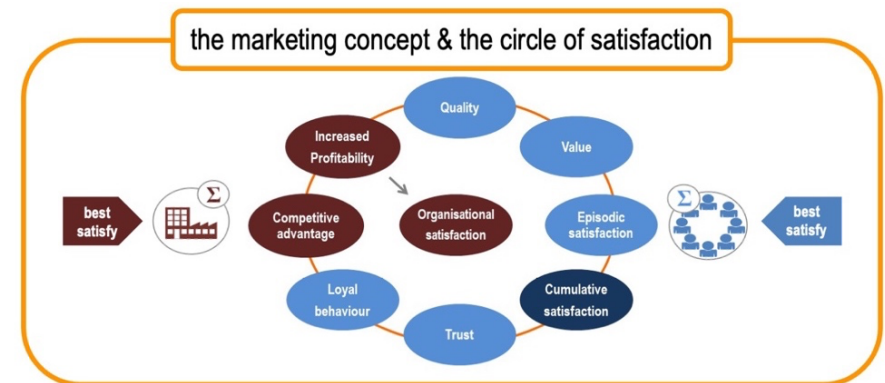 the marketing concept & the circle of satisfaction
Quality
Increased
Profitability
Value
Σ
Σ
best
satisfy
Competitive
advantage
Organisational
satisfaction
Episodic
satisfaction
best
satisfy
Loyal
behaviour
Cumulative
satisfaction
Trust